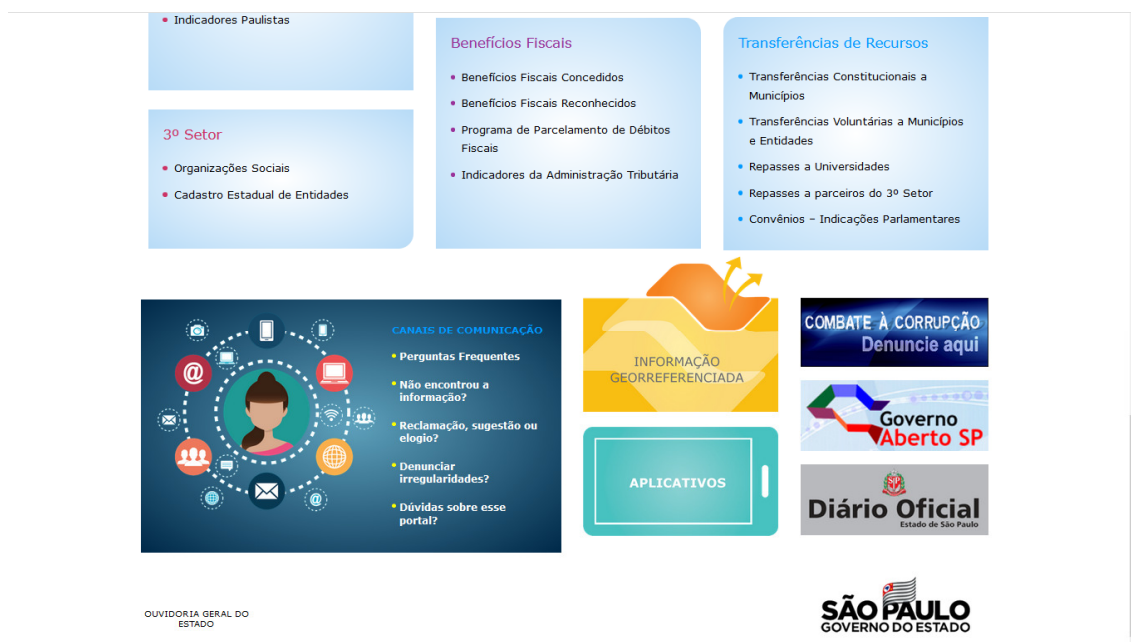 Indicadores Paulistas
3º Setor
Organizações Sociais
Cadastro Estadual de Entidades
Benefícios Fiscais
Benefícios Fiscais Concedidos
Benefícios Fiscais Reconhecidos
Programa de Parcelamento de Débitos
Fiscais
Indicadores da Administração Tributária
Transferências de Recursos
Transferências Constitucionais a
Municípios
Transferências Voluntárias a Municípios
e Entidades
Repasses a Universidades
Repasses a parceiros do 3º Setor
Convênios – Indicações Parlamentares
@
@
CANAIS DE COMUNICAÇÃO
Perguntas Frequentes
Não encontrou a
informação?
Reclamação, sugestão ou
elogio?
Denunciar
irregularidades?
Dúvidas sobre esse
portal?
INFORMAÇÃO
GEORREFERENCIADA
APLICATIVOS
COMBATE À CORRUPÇÃO
Denuncie aqui
Governo
Aberto SP
Diário Oficial
Estado de São Paulo
OUVIDORIA GERAL DO
ESTADO
SÃO PAULO
GOVERNO DO ESTADO